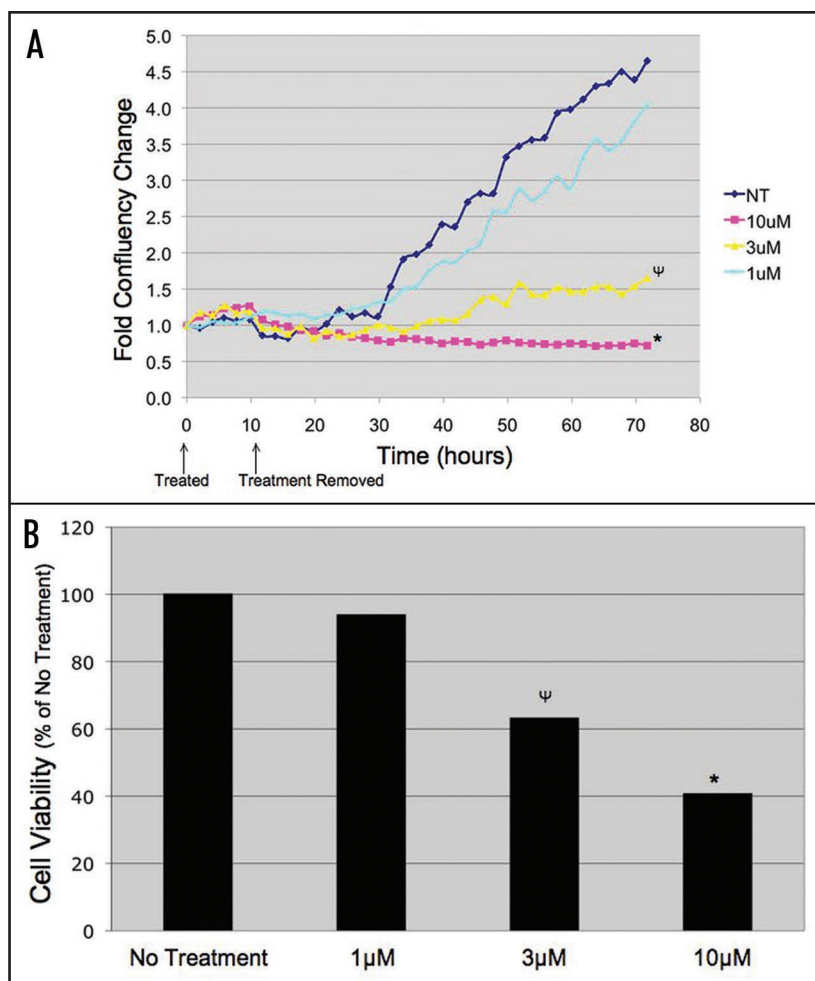 A
Fold Confluency Change
5.0
4.5
4.0
3.5
3.0
2.5
2.0
1.5
1.0
0.5
0.0
0 10 20 30 40 50 60 70 80
Time (hours)
Treated
Treatment Removed
NT
10uM
3uM
1uM
Ψ
*
B
Cell Viability (% of No Treatment)
120
100
80
60
40
20
0
Ψ
*
No Treatment 1µM 3µM 10µM